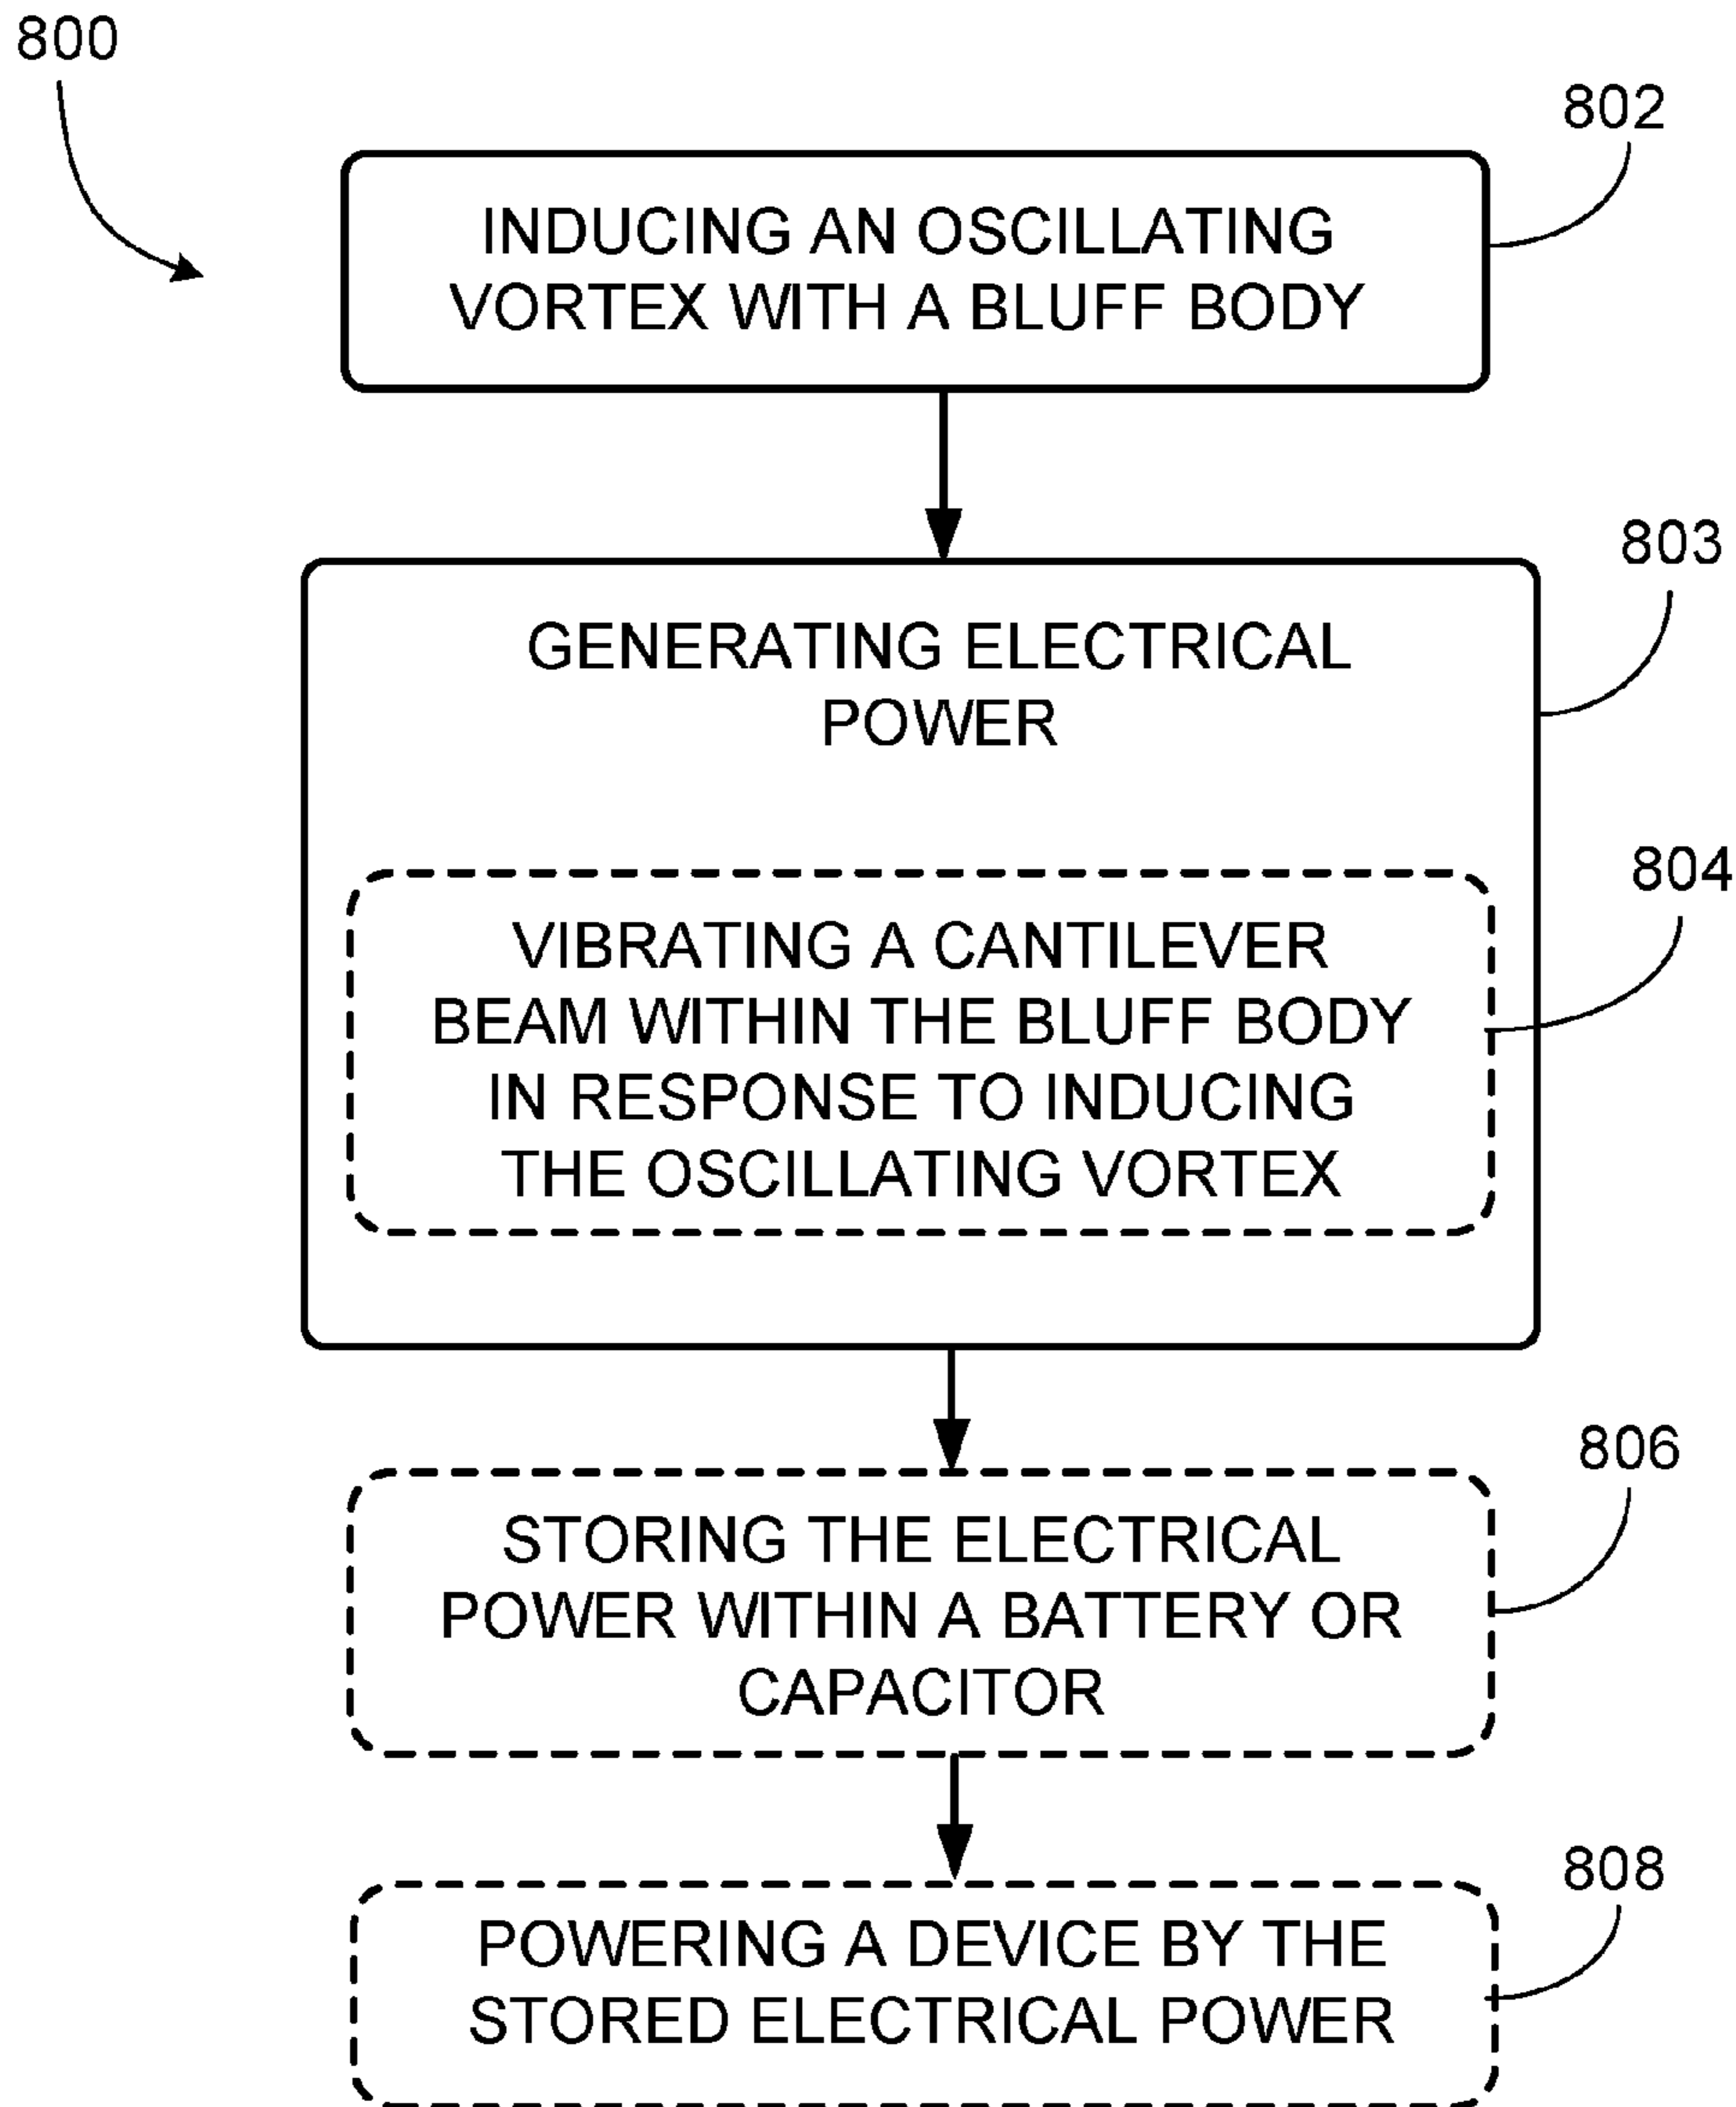 800
802
INDUCING AN OSCILLATING
VORTEX WITH A BLUFF BODY
803
GENERATING ELECTRICAL
POWER
804
VIBRATING A CANTILEVER
BEAM WITHIN THE BLUFF BODY
IN RESPONSE TO INDUCING
THE OSCILLATING VORTEX
806
STORING THE ELECTRICAL
POWER WITHIN A BATTERY OR
CAPACITOR
808
POWERING A DEVICE BY THE
STORED ELECTRICAL POWER